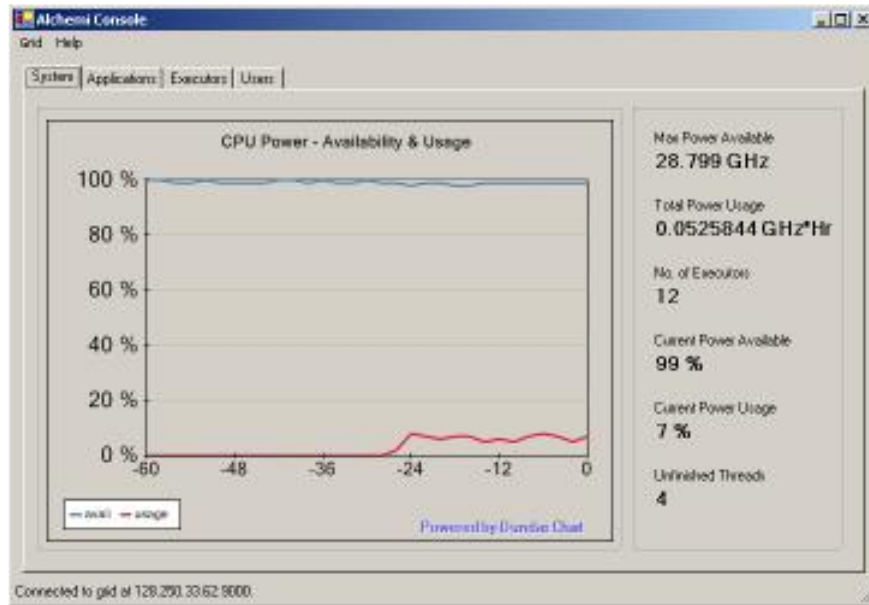 Alchemi Console
Grid Help
System Applications Executors Users
CPU Power - Availability & Usage
100 %
80 %
60 %
40 %
20 %
0 %
-60 -48 -36 -24 -12 0
avail usage
Powered by Dundas Chart
Max Power Available
28.799 GHz
Total Power Usage
0.0525844 GHz*Hr
No. of Executors
12
Current Power Available
99 %
Current Power Usage
7 %
Unfinished Threads
4
Connected to grid at 128.250.33.62:9000.